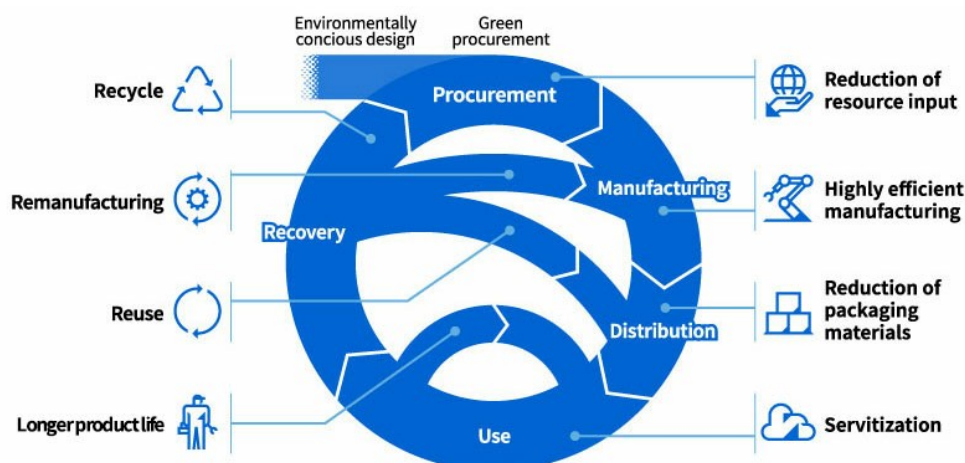 Environmentally
concious design
Green
procurement
Recycle
Procurement
Reduction of
resource input
Remanufacturing
Manufacturing
Highly efficient
manufacturing
Recovery
Reuse
Distribution
Reduction of
packaging
materials
Longer product life
Use
Servitization